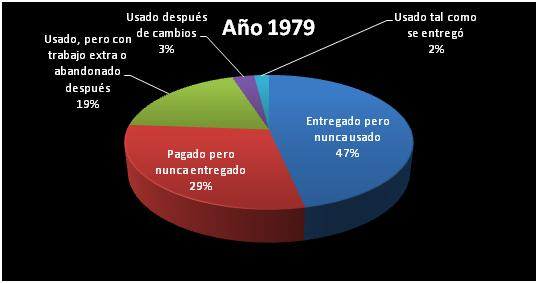 Año 1979
Usado después
de cambios
3%
Usado tal como
se entregó
2%
Usado, pero con
trabajo extra o
abandonado
después
19%
Entregado pero
nunca usado
47%
Pagado pero
nunca entregado
29%